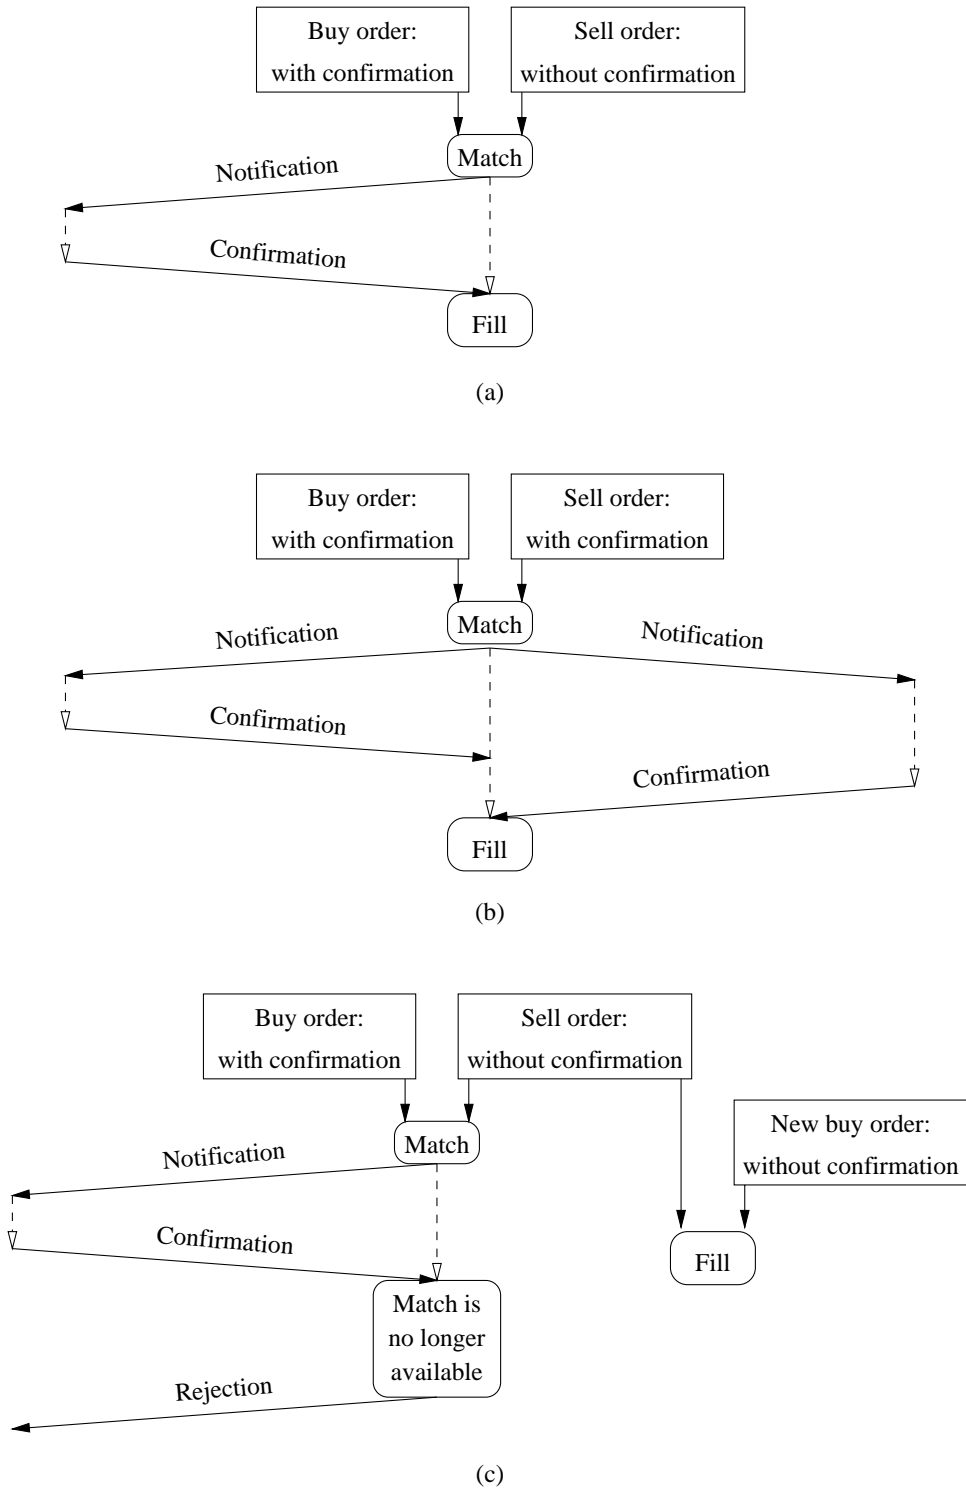 Buy order:
with confirmation
Sell order:
without confirmation
Match
Notification
Confirmation
Fill
(a)
Buy order:
with confirmation
Sell order:
with confirmation
Match
Notification
Notification
Confirmation
Confirmation
Fill
(b)
Buy order:
with confirmation
Sell order:
without confirmation
New buy order:
without confirmation
Match
Notification
Confirmation
Fill
Match is
no longer
available
Rejection
(c)